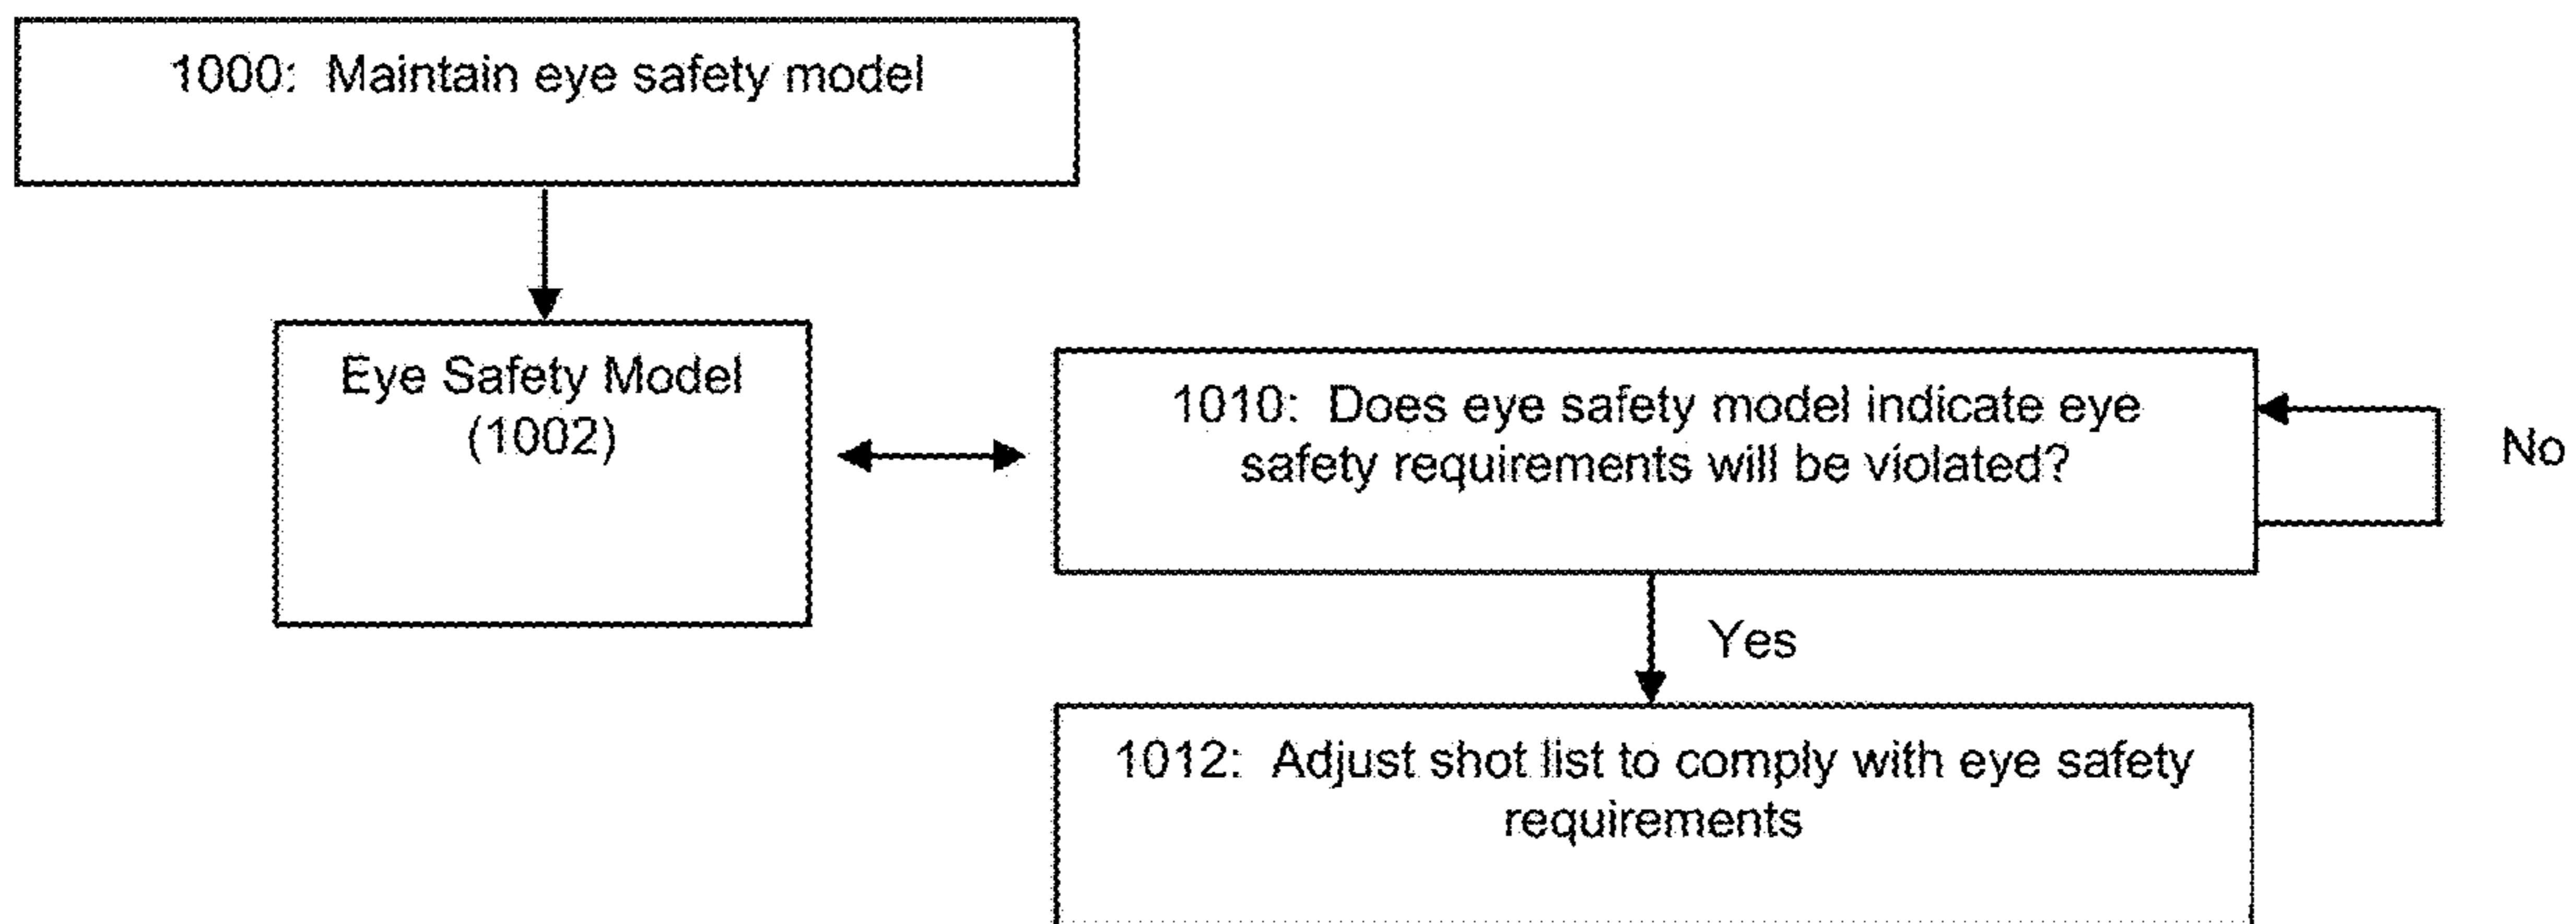 1000: Maintain eye safety model
Eye Safety Model
(1002)
1010: Does eye safety model indicate eye
safety requirements will be violated?
No
Yes
1012: Adjust shot list to comply with eye safety
requirements